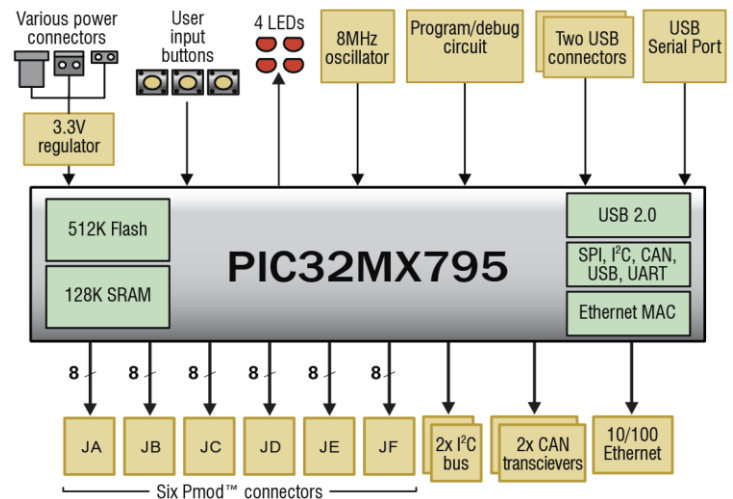 Various power
connectors
User
input
buttons
4 LEDs
8MHz
oscillator
Program/debug
circuit
Two USB
connectors
USB
Serial Port
3.3V
regulator
512K Flash
128K SRAM
PIC32MX795
USB 2.0
SPI, I²C, CAN,
USB, UART
Ethernet MAC
8
8
8
8
8
8
JA
JB
JC
JD
JE
JF
2x I²C
bus
2x CAN
transcievers
10/100
Ethernet
Six Pmod™ connectors